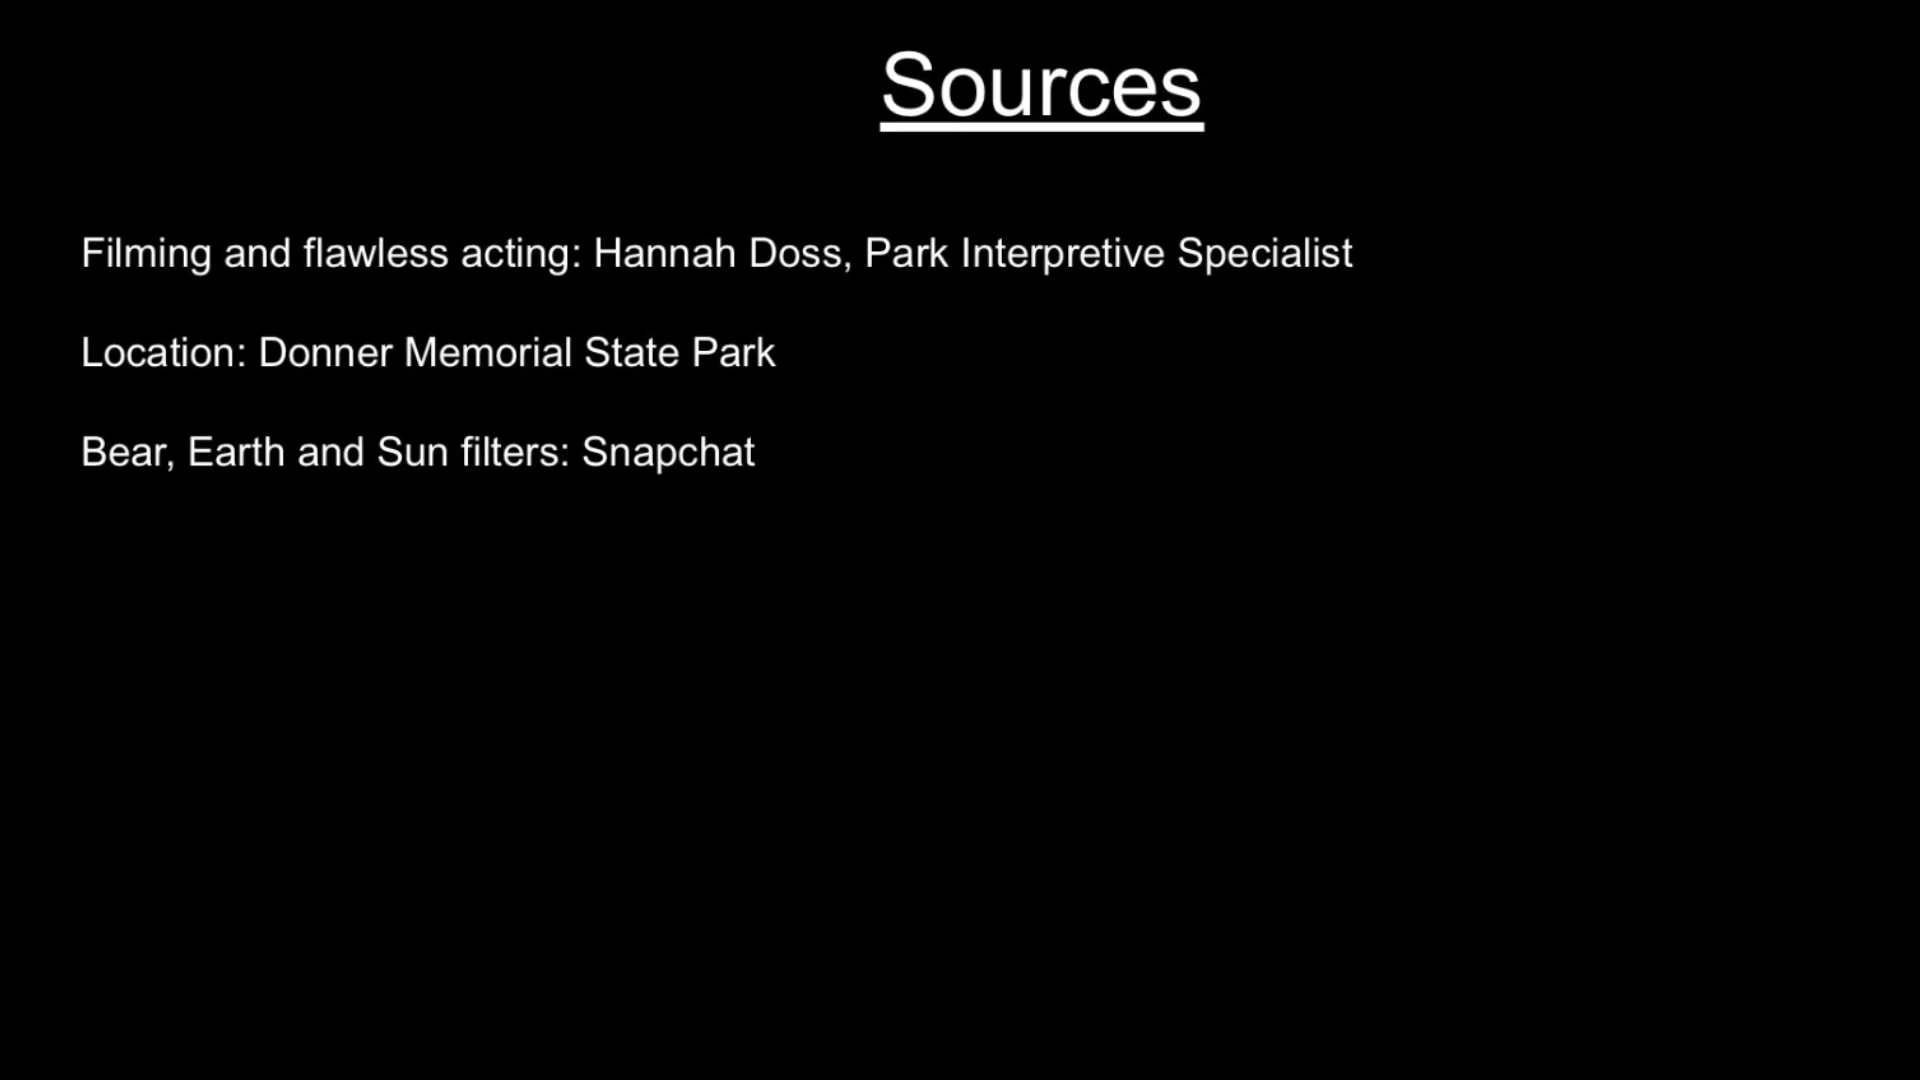 Sources
Filming and flawless acting: Hannah Doss, Park Interpretive Specialist
Location: Donner Memorial State Park
Bear, Earth and Sun filters: Snapchat